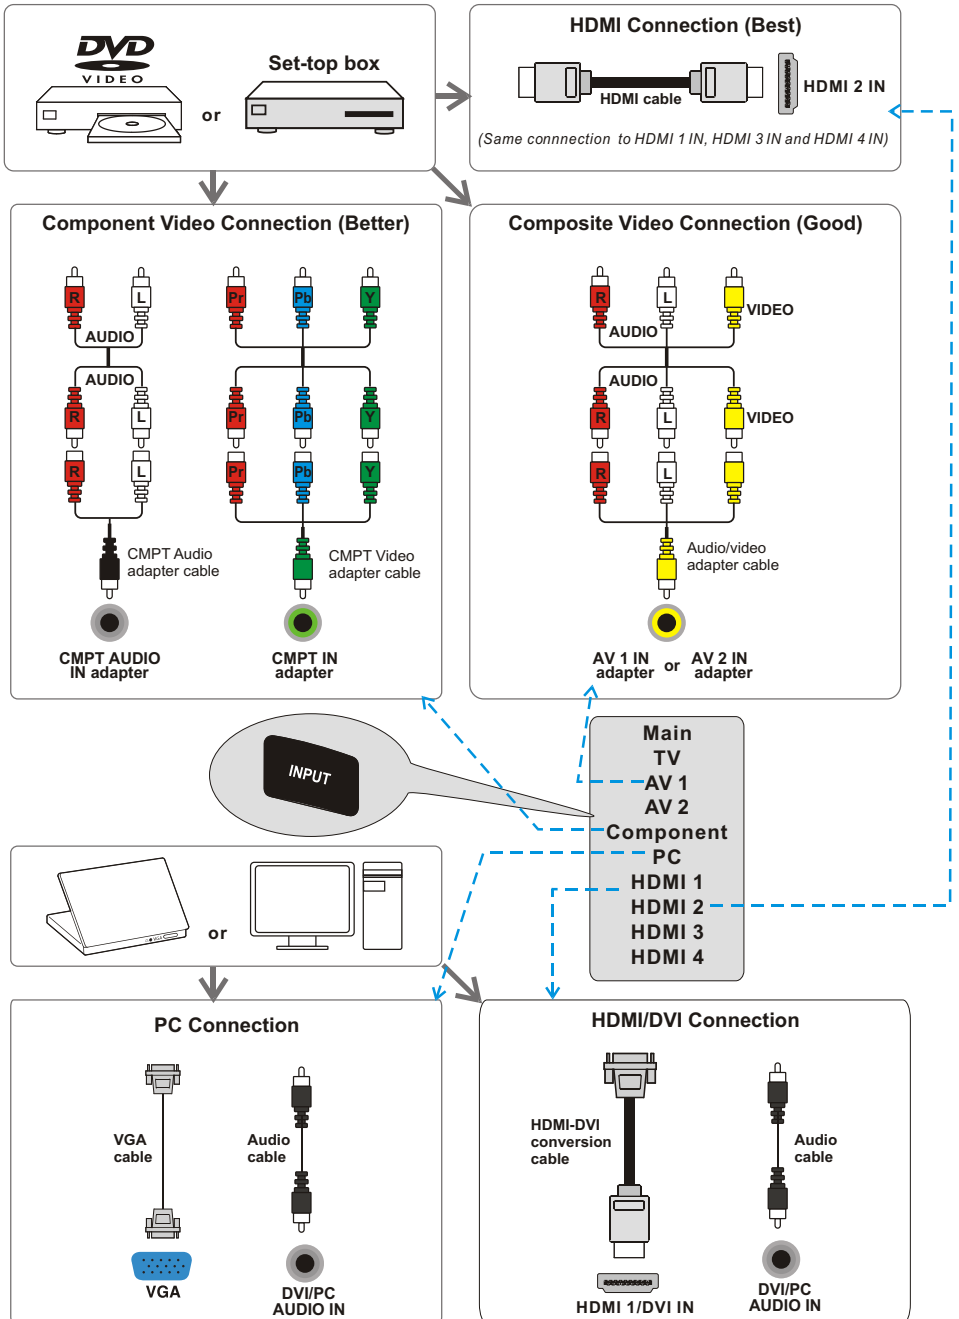 DVD
VIDEO
or
Set-top box
HDMI Connection (Best)
HDMI cable
HDMI 2 IN
(Same connnection to HDMI 1 IN, HDMI 3 IN and HDMI 4 IN)
Component Video Connection (Better)
R
L
Pr
Pb
Y
AUDIO
AUDIO
R
L
Pr
Pb
Y
R
L
Pr
Pb
Y
CMPT Audio
adapter cable
CMPT Video
adapter cable
CMPT AUDIO
IN adapter
CMPT IN
adapter
Composite Video Connection (Good)
R
L
VIDEO
AUDIO
AUDIO
R
L
VIDEO
R
L
Audio/video
adapter cable
AV 1 IN
adapter
or
AV 2 IN
adapter
INPUT
Main
TV
AV 1
AV 2
Component
PC
HDMI 1
HDMI 2
HDMI 3
HDMI 4
or
PC Connection
VGA
cable
Audio
cable
VGA
DVI/PC
AUDIO IN
HDMI/DVI Connection
HDMI-DVI
conversion
cable
Audio
cable
HDMI 1/DVI IN
DVI/PC
AUDIO IN